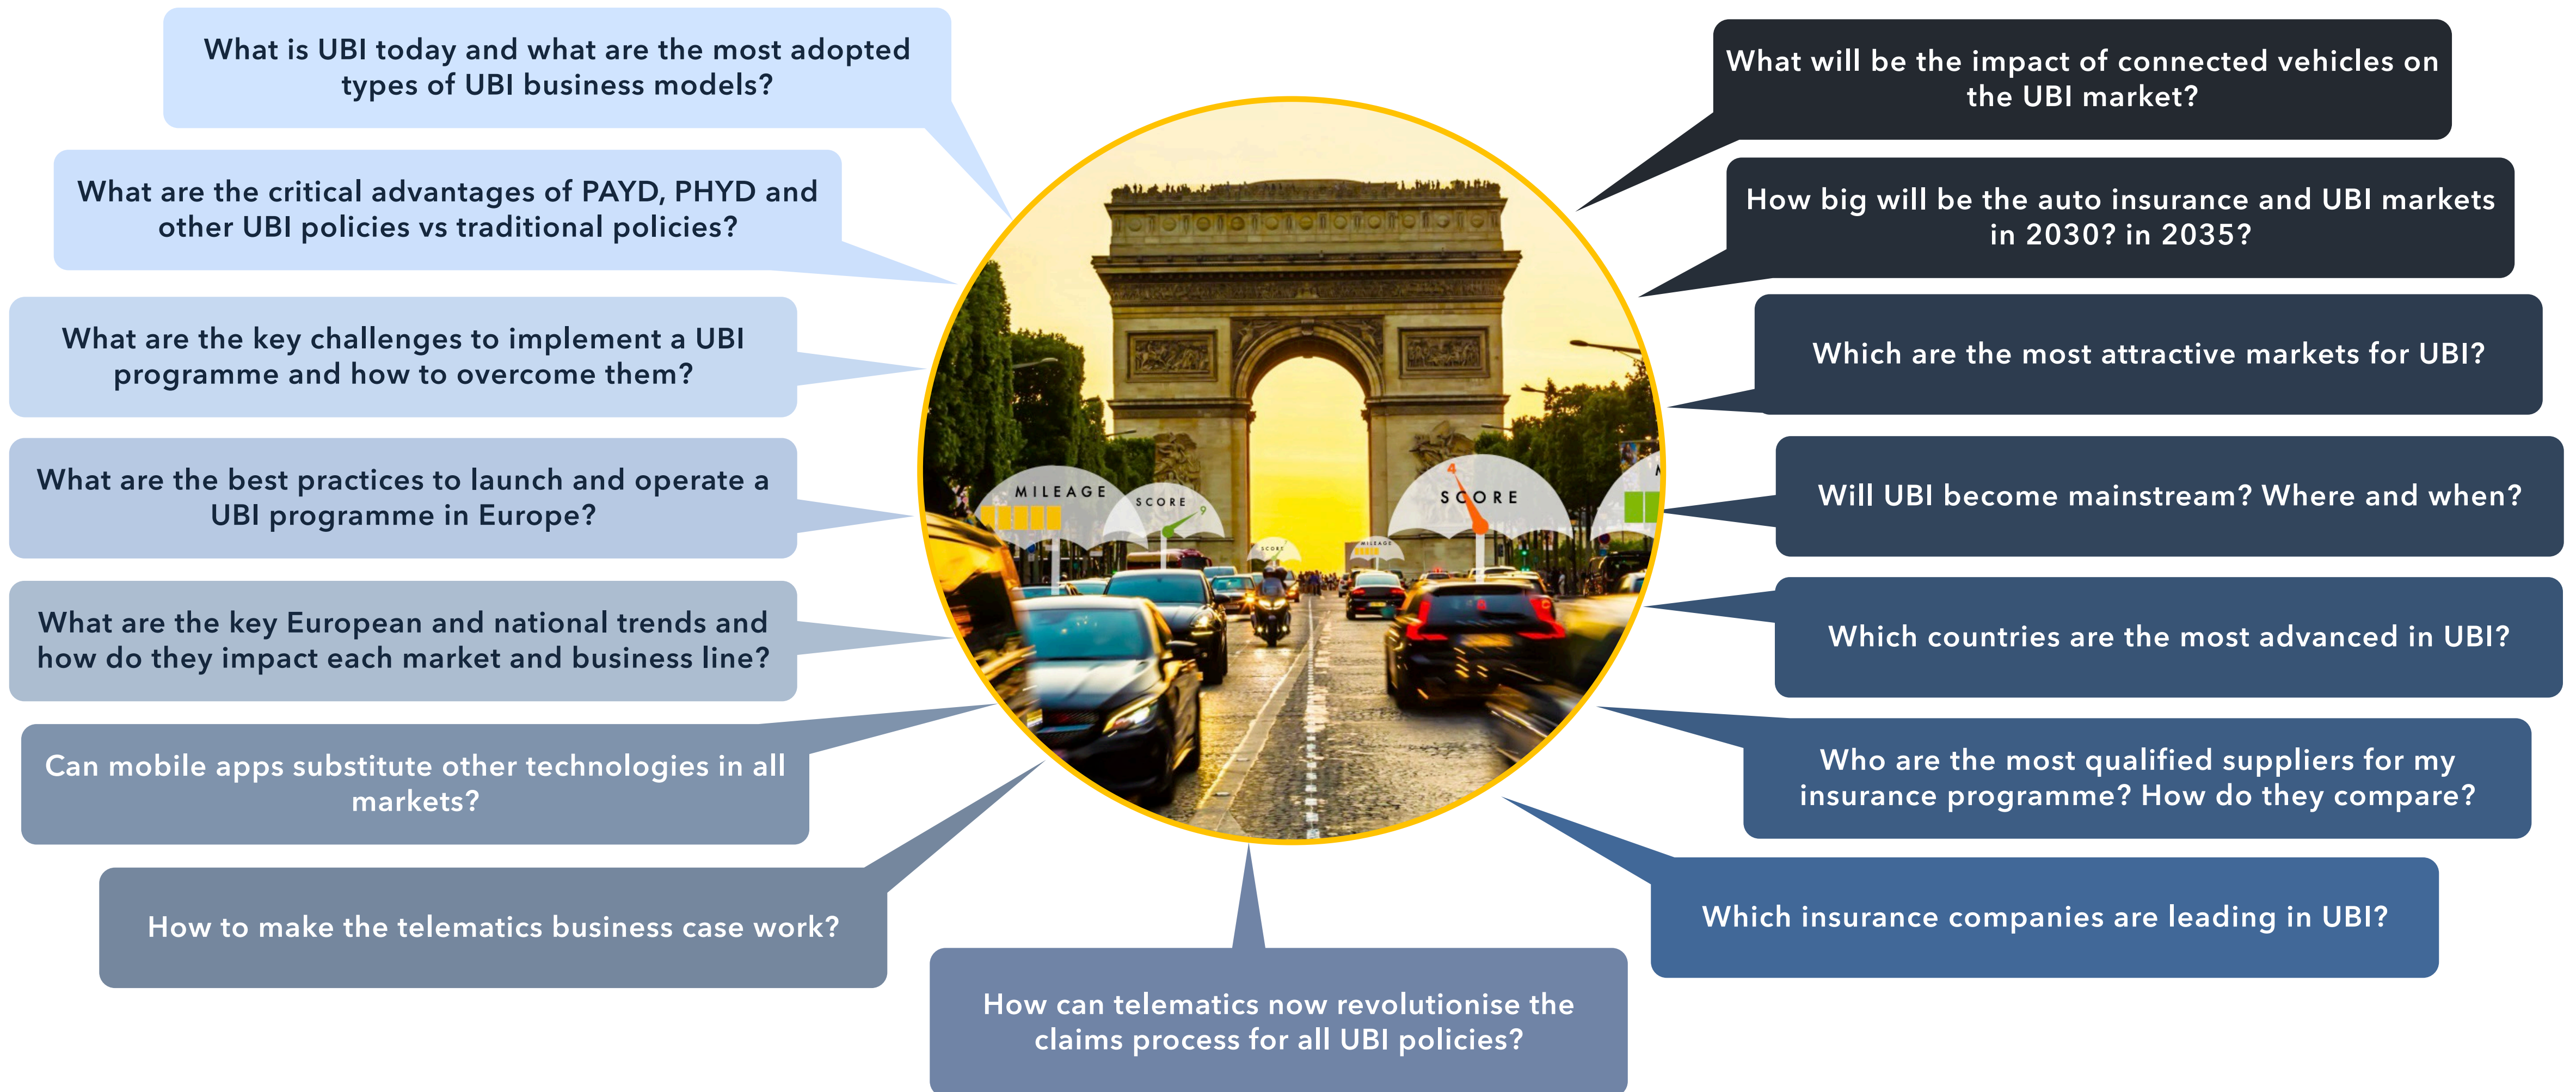 What is UBI today and what are the most adopted
types of UBI business models?
What are the critical advantages of PAYD, PHYD and
other UBI policies vs traditional policies?
What are the key challenges to implement a UBI
programme and how to overcome them?
What are the best practices to launch and operate a
UBI programme in Europe?
What are the key European and national trends and
how do they impact each market and business line?
Can mobile apps substitute other technologies in all
markets?
How to make the telematics business case work?
How can telematics now revolutionise the
claims process for all UBI policies?
What will be the impact of connected vehicles on
the UBI market?
How big will be the auto insurance and UBI markets
in 2030? in 2035?
Which are the most attractive markets for UBI?
Will UBI become mainstream? Where and when?
Which countries are the most advanced in UBI?
Who are the most qualified suppliers for my
insurance programme? How do they compare?
Which insurance companies are leading in UBI?
MILEAGE
SCORE
9
SCORE
MILEAGE
4
SCORE